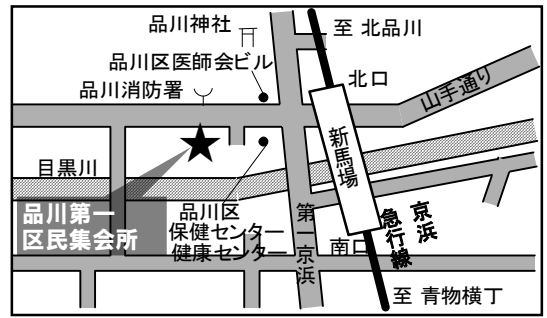 品川神社
至 北品川
品川区医師会ビル
北口
品川消防署
山手通り
新馬場
目黒川
品川第一
区民集会所
品川区
保健センター
健康センター
第一京浜
南口
京浜
急行線
至 青物横丁